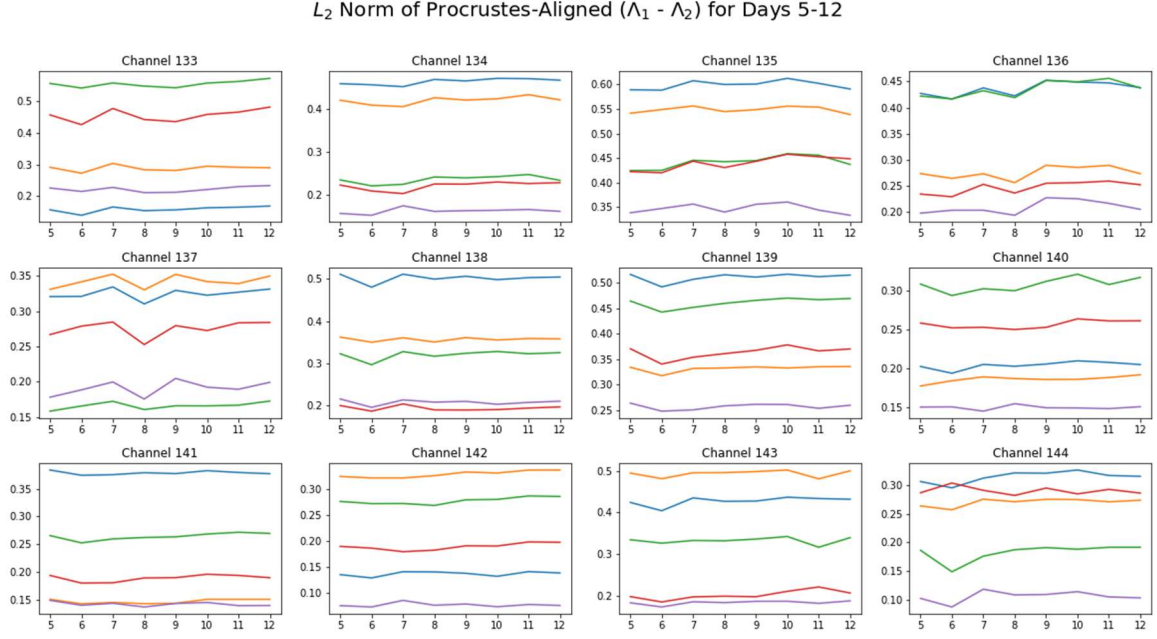 L₂ Norm of Procrustes-Aligned (Λ₁ - Λ₂) for Days 5-12
Channel 133
0.5
0.4
0.3
0.2
5 6 7 8 9 10 11 12
Channel 134
0.4
0.3
0.2
5 6 7 8 9 10 11 12
Channel 135
0.60
0.55
0.50
0.45
0.40
0.35
5 6 7 8 9 10 11 12
Channel 136
0.45
0.40
0.35
0.30
0.25
0.20
5 6 7 8 9 10 11 12
Channel 137
0.35
0.30
0.25
0.20
0.15
5 6 7 8 9 10 11 12
Channel 138
0.5
0.4
0.3
0.2
5 6 7 8 9 10 11 12
Channel 139
0.50
0.45
0.40
0.35
0.30
0.25
5 6 7 8 9 10 11 12
Channel 140
0.30
0.25
0.20
0.15
5 6 7 8 9 10 11 12
Channel 141
0.35
0.30
0.25
0.20
0.15
5 6 7 8 9 10 11 12
Channel 142
0.30
0.25
0.20
0.15
0.10
5 6 7 8 9 10 11 12
Channel 143
0.5
0.4
0.3
0.2
5 6 7 8 9 10 11 12
Channel 144
0.30
0.25
0.20
0.15
0.10
5 6 7 8 9 10 11 12